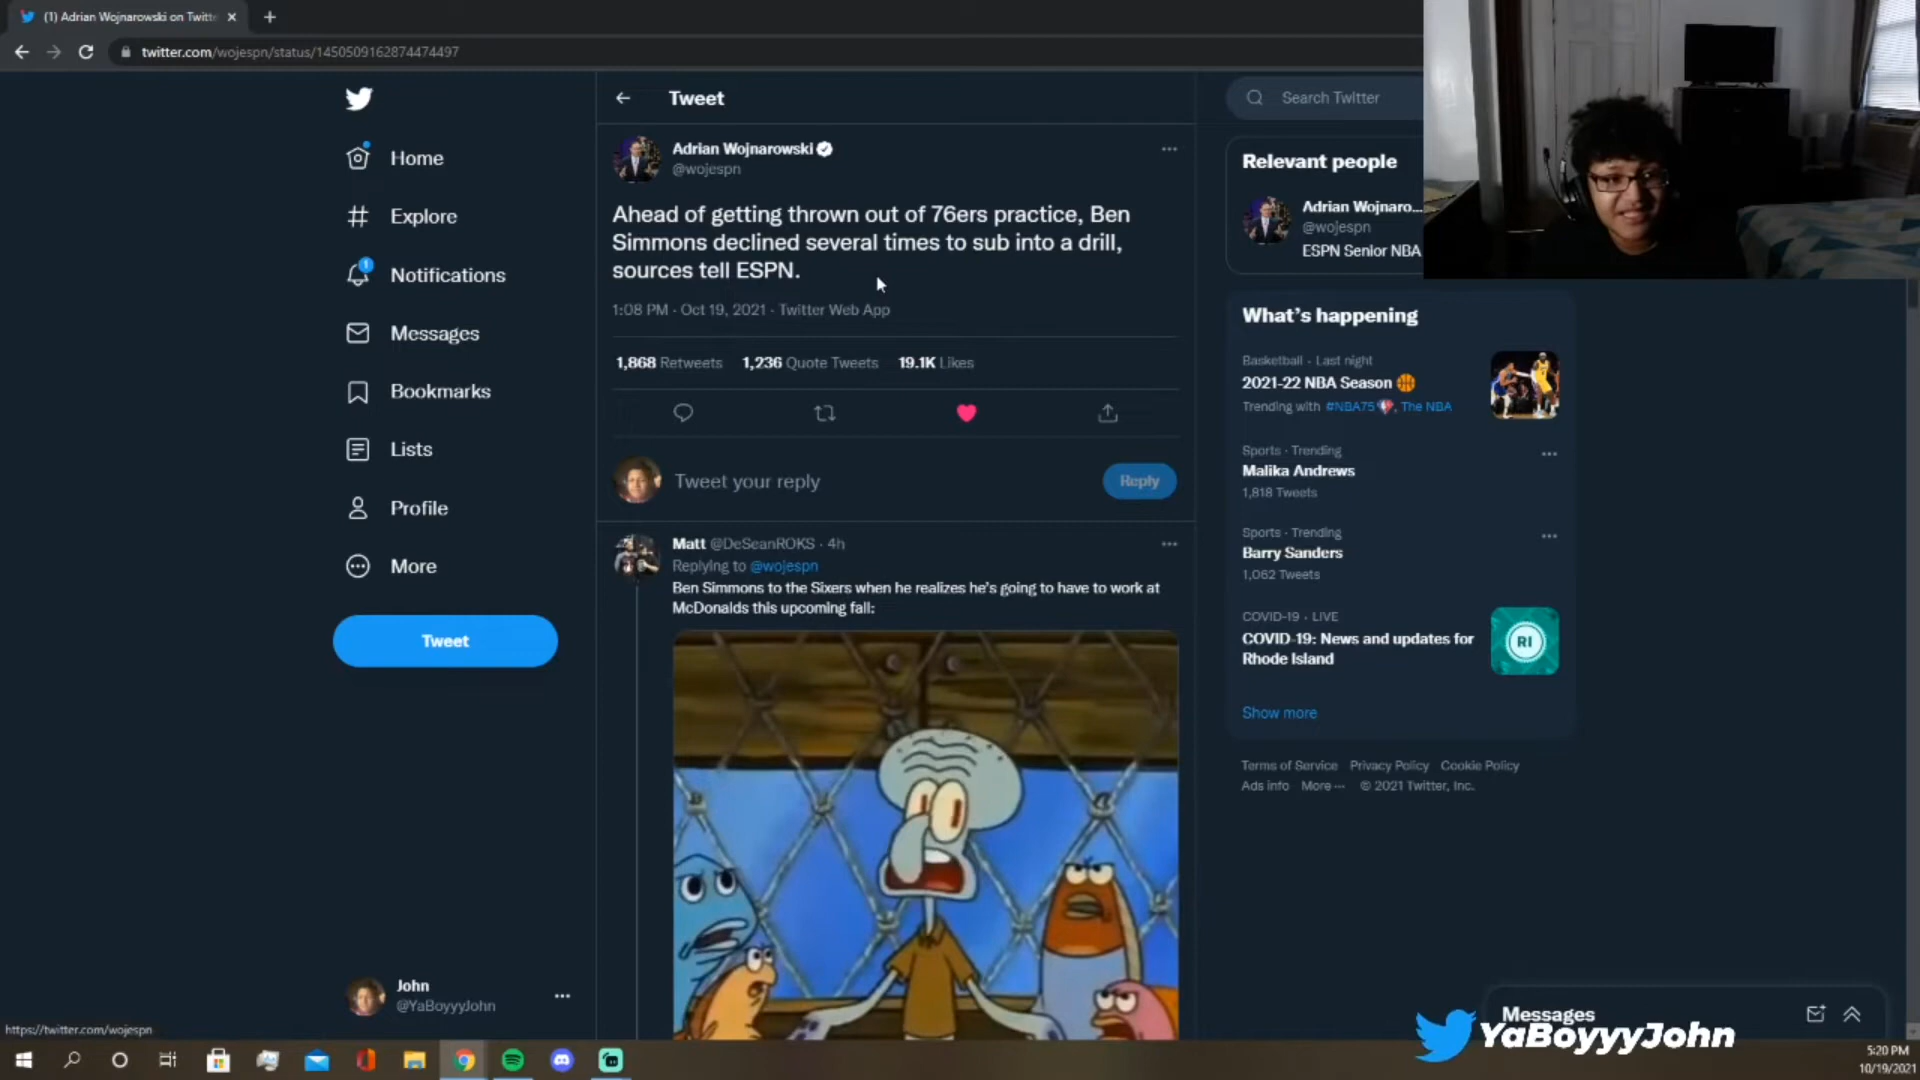 (1) Adrian Wojnarowski on Twitt
twitter.com/wojespn/status/1450509162874474497
Home
Explore
1
Notifications
Messages
Bookmarks
Lists
Profile
More
Tweet
John
@YaBoyyyJohn
https://twitter.com/wojespn
Tweet
Adrian Wojnarowski
@wojespn
Ahead of getting thrown out of 76ers practice, Ben
Simmons declined several times to sub into a drill,
sources tell ESPN.
1:08 PM · Oct 19, 2021 · Twitter Web App
1,868 Retweets 1,236 Quote Tweets 19.1K Likes
Tweet your reply
Reply
Matt @DeSeanROKS · 4h
Replying to @wojespn
Ben Simmons to the Sixers when he realizes he's going to have to work at
McDonalds this upcoming fall:
Search Twitter
Relevant people
Adrian Wojnaro...
@wojespn
ESPN Senior NBA
What's happening
Basketball · Last night
2021-22 NBA Season
Trending with #NBA75, The NBA
Sports · Trending
Malika Andrews
1,818 Tweets
Sports · Trending
Barry Sanders
1,062 Tweets
COVID-19 · LIVE
COVID-19: News and updates for
Rhode Island
RI
Show more
Terms of Service Privacy Policy Cookie Policy
Ads info More ··· © 2021 Twitter, Inc.
Messages
YaBoyyyJohn
5:20 PM
10/19/2021